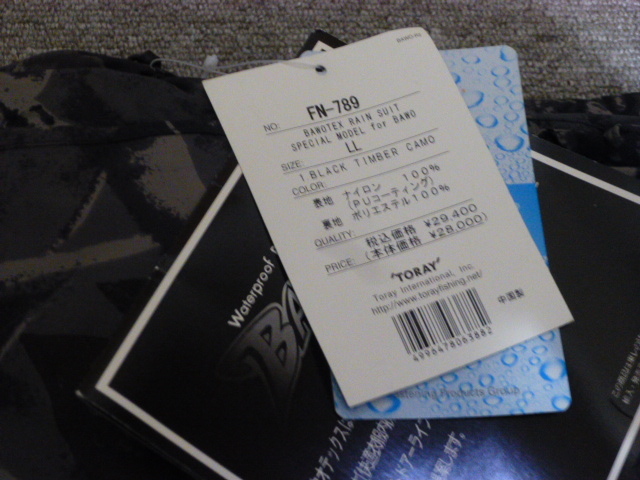 NO: FN-789
BAWOTEX RAIN SUIT
SPECIAL MODEL for BAWO
SIZE: LL
1 BLACK TIMBER CAMO
COLOR:
表地 ナイロン 100%
(PUコーティング)
裏地 ポリエステル100%
QUALITY:
税込価格 ¥29,400
PRICE: (本体価格 ¥28,000)
"TORAY"
Toray International, Inc.
http://www.torayfishing.net/
中国製
4996478063882
Waterproof